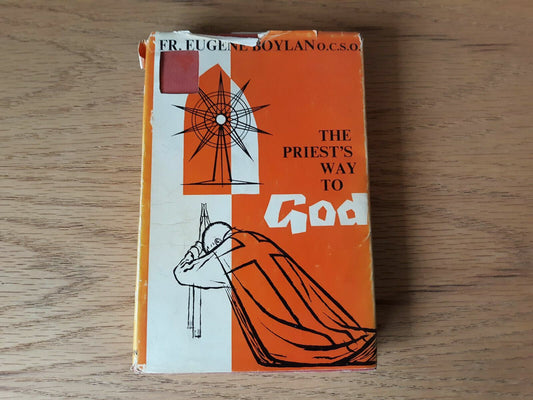 FR. EUGENE BOYLAN O.C.S.O.
THE
PRIEST'S
WAY
TO
God